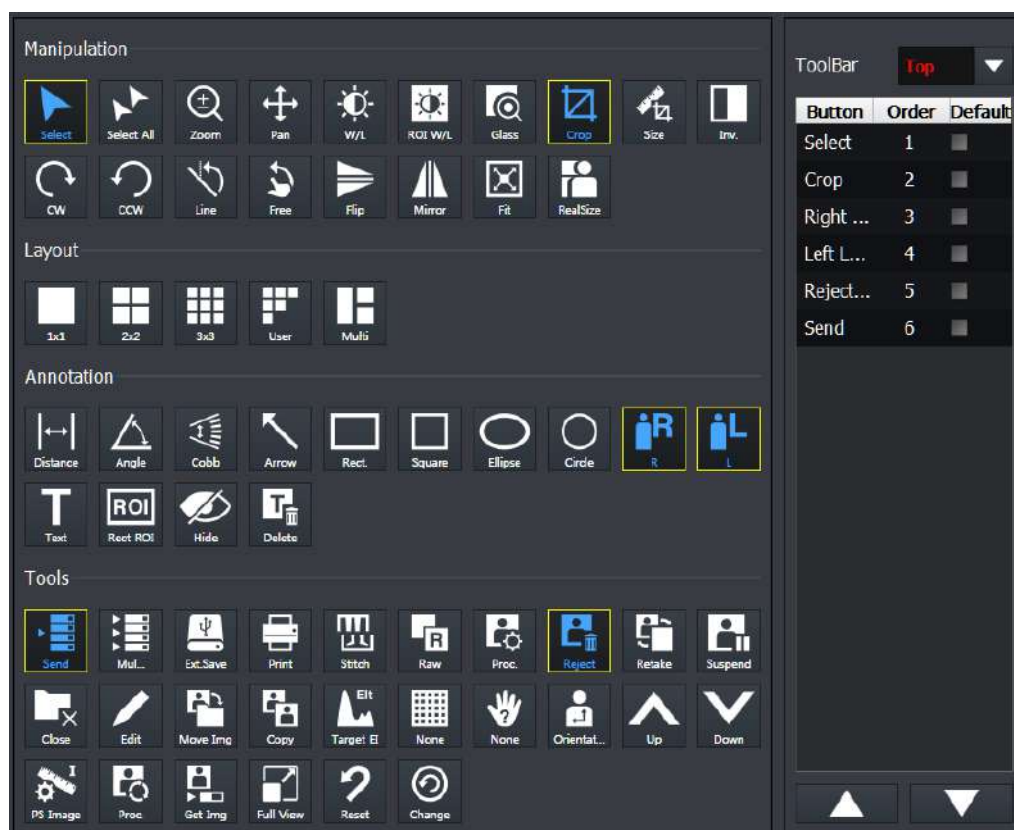 Manipulation
Select Select All Zoom Pan W/L ROI W/L Glass Crop Size Inv.
CW CCW Line Free Flip Mirror Fit RealSize
Layout
1x1 2x2 3x3 User Multi
Annotation
Distance Angle Cobb Arrow Rect. Square Ellipse Circle R R L L
Text ROI Rect ROI Hide Delete
Tools
Send Mul... Ext.Save Print Stitch R Raw Proc. Reject Retake Suspend
Close Edit Move Img Copy EIt Target EI None None Orientat... Up Down
PS Image Proc. Get Img Full View Reset Change
ToolBar Top
Button Order Default
Select 1
Crop 2
Right ... 3
Left L... 4
Reject... 5
Send 6